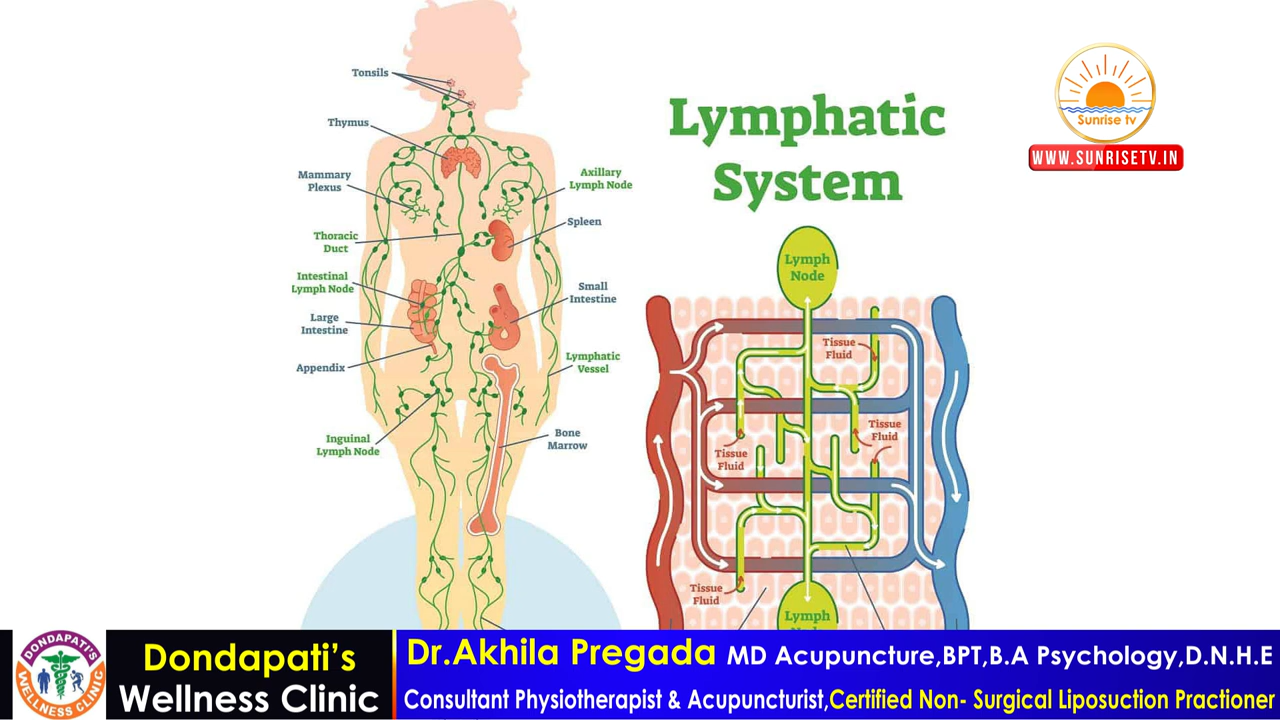 Tonsils
Thymus
Mammary
Plexus
Axillary
Lymph Node
Spleen
Thoracic
Duct
Intestinal
Lymph Node
Small
Intestine
Large
Intestine
Appendix
Lymphatic
Vessel
Inguinal
Lymph Node
Bone
Marrow
Lymphatic
System
Lymph
Node
Tissue
Fluid
Tissue
Fluid
Tissue
Fluid
Tissue
Fluid
Lymph
Sunrise tv
WWW.SUNRISETV.IN
DONDAPATI'S
WELLNESS CLINIC
Dondapati's
Wellness Clinic
Dr.Akhila Pregada MD Acupuncture,BPT,B.A Psychology,D.N.H.E
Consultant Physiotherapist & Acupuncturist,Certified Non- Surgical Liposuction Practioner